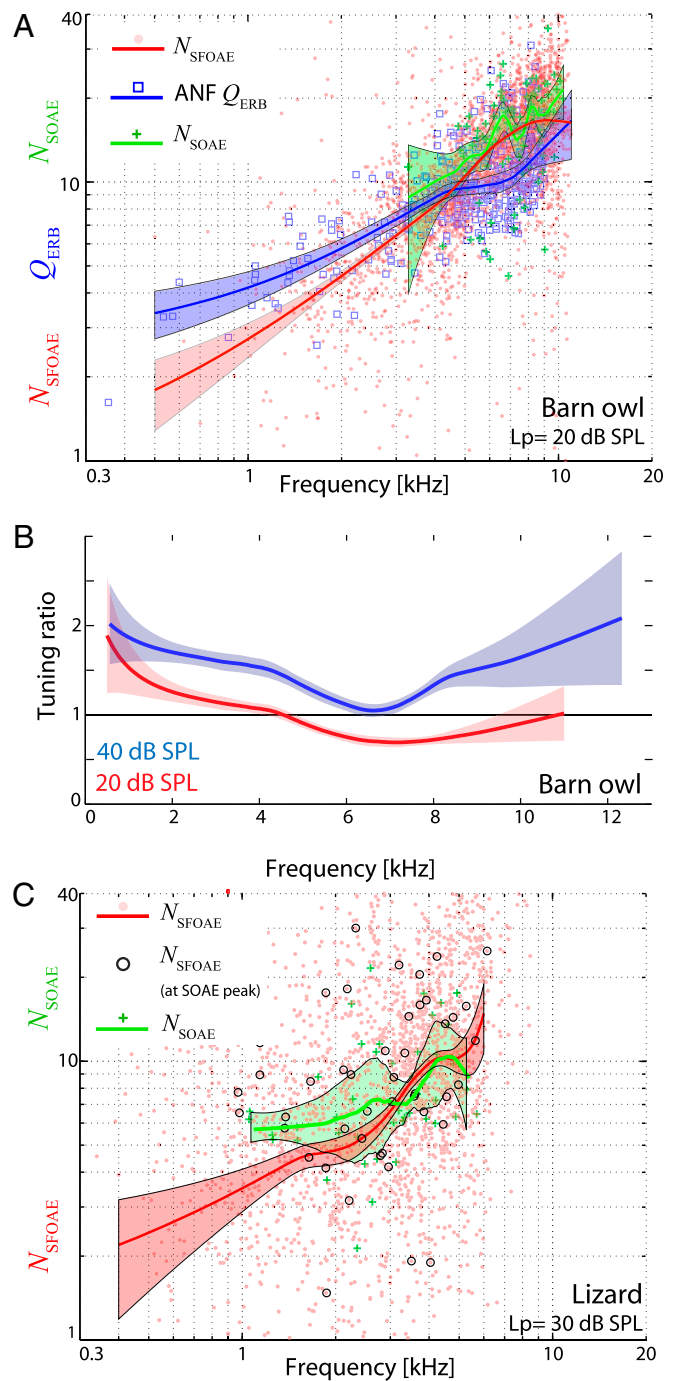 A
40
N SFOAE
ANF Q ERB
N SOAE
10
1
N SOAE
Q ERB
N SFOAE
Barn owl
Lp= 20 dB SPL
0.3 1 10 20
Frequency [kHz]
B
Tuning ratio
2
1
0
40 dB SPL
20 dB SPL
Barn owl
0 2 4 6 8 10 12
Frequency [kHz]
C
40
N SFOAE
N SFOAE
(at SOAE peak)
N SOAE
10
1
N SOAE
N SFOAE
Lizard
Lp= 30 dB SPL
0.3 1 10 20
Frequency [kHz]